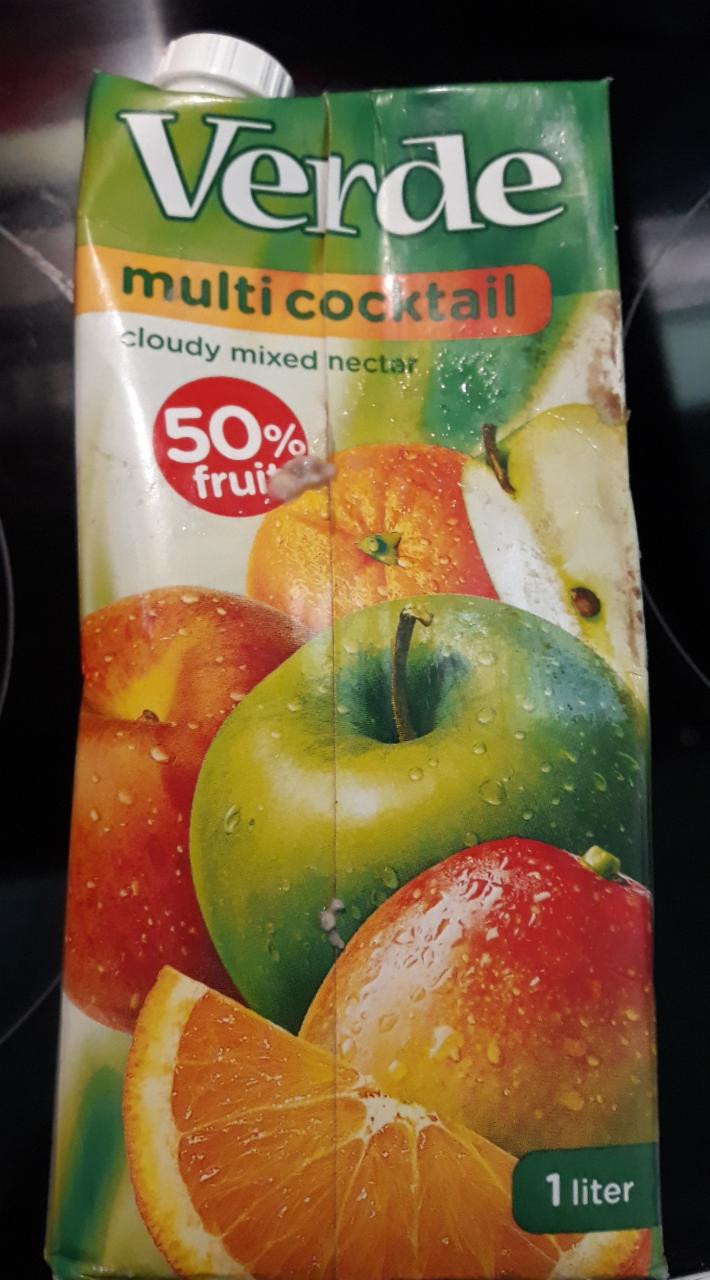 Verde
multi cocktail
cloudy mixed nectar
50%
fruit
1 liter